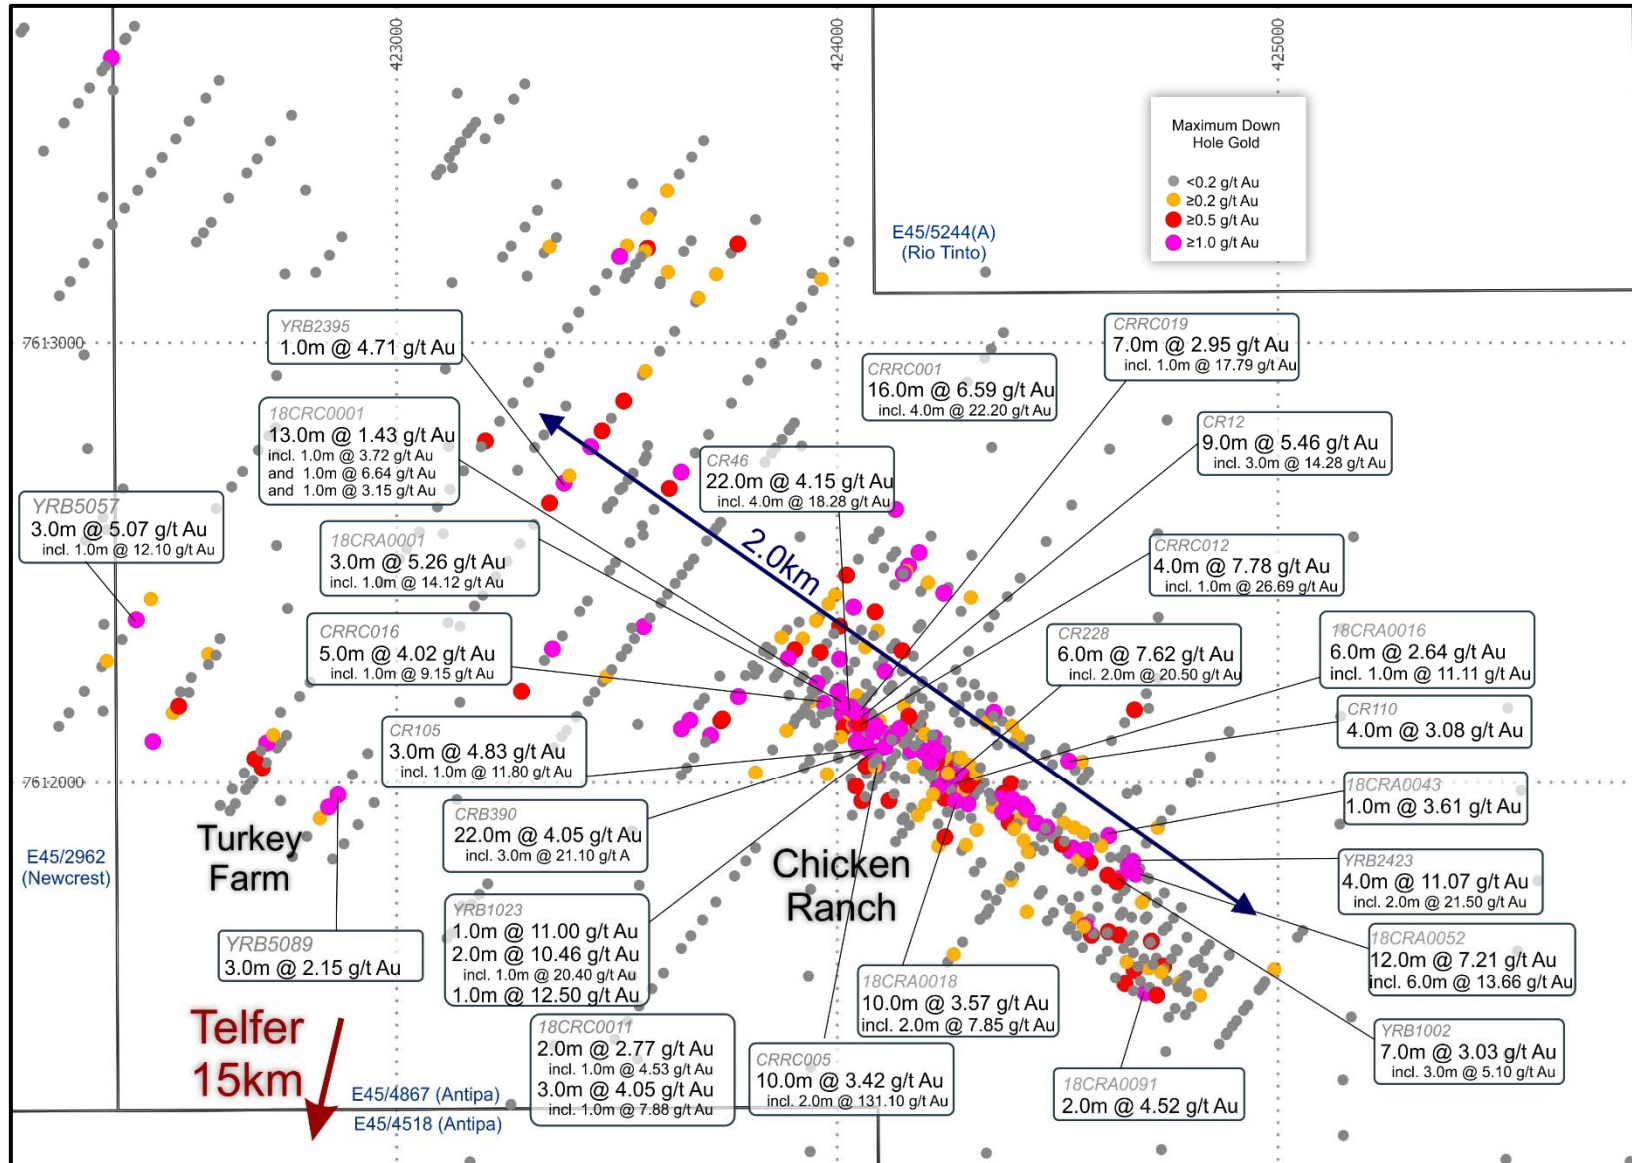 423000
424000
425000
Maximum Down
Hole Gold
<0.2 g/t Au
≥0.2 g/t Au
≥0.5 g/t Au
≥1.0 g/t Au
E45/5244(A)
(Rio Tinto)
7613000
YRB2395
1.0m @ 4.71 g/t Au
CRRC019
7.0m @ 2.95 g/t Au
incl. 1.0m @ 17.79 g/t Au
CRRC001
16.0m @ 6.59 g/t Au
incl. 4.0m @ 22.20 g/t Au
18CRC0001
13.0m @ 1.43 g/t Au
incl. 1.0m @ 3.72 g/t Au
and 1.0m @ 6.64 g/t Au
and 1.0m @ 3.15 g/t Au
CR12
9.0m @ 5.46 g/t Au
incl. 3.0m @ 14.28 g/t Au
CR46
22.0m @ 4.15 g/t Au
incl. 4.0m @ 18.28 g/t Au
YRB5057
3.0m @ 5.07 g/t Au
incl. 1.0m @ 12.10 g/t Au
18CRA0001
3.0m @ 5.26 g/t Au
incl. 1.0m @ 14.12 g/t Au
2.0km
CRRC012
4.0m @ 7.78 g/t Au
incl. 1.0m @ 26.69 g/t Au
CRRC016
5.0m @ 4.02 g/t Au
incl. 1.0m @ 9.15 g/t Au
CR228
6.0m @ 7.62 g/t Au
incl. 2.0m @ 20.50 g/t Au
18CRA0016
6.0m @ 2.64 g/t Au
incl. 1.0m @ 11.11 g/t Au
CR110
4.0m @ 3.08 g/t Au
CR105
3.0m @ 4.83 g/t Au
incl. 1.0m @ 11.80 g/t Au
7612000
18CRA0043
1.0m @ 3.61 g/t Au
CRB390
22.0m @ 4.05 g/t Au
incl. 3.0m @ 21.10 g/t A
Turkey
Farm
Chicken
Ranch
E45/2962
(Newcrest)
YRB2423
4.0m @ 11.07 g/t Au
incl. 2.0m @ 21.50 g/t Au
YRB1023
1.0m @ 11.00 g/t Au
2.0m @ 10.46 g/t Au
incl. 1.0m @ 20.40 g/t Au
1.0m @ 12.50 g/t Au
YRB5089
3.0m @ 2.15 g/t Au
18CRA0052
12.0m @ 7.21 g/t Au
incl. 6.0m @ 13.66 g/t Au
18CRA0018
10.0m @ 3.57 g/t Au
incl. 2.0m @ 7.85 g/t Au
Telfer
15km
18CRC0011
2.0m @ 2.77 g/t Au
incl. 1.0m @ 4.53 g/t Au
3.0m @ 4.05 g/t Au
incl. 1.0m @ 7.88 g/t Au
CRRC005
10.0m @ 3.42 g/t Au
incl. 2.0m @ 131.10 g/t Au
YRB1002
7.0m @ 3.03 g/t Au
incl. 3.0m @ 5.10 g/t Au
18CRA0091
2.0m @ 4.52 g/t Au
E45/4867 (Antipa)
E45/4518 (Antipa)